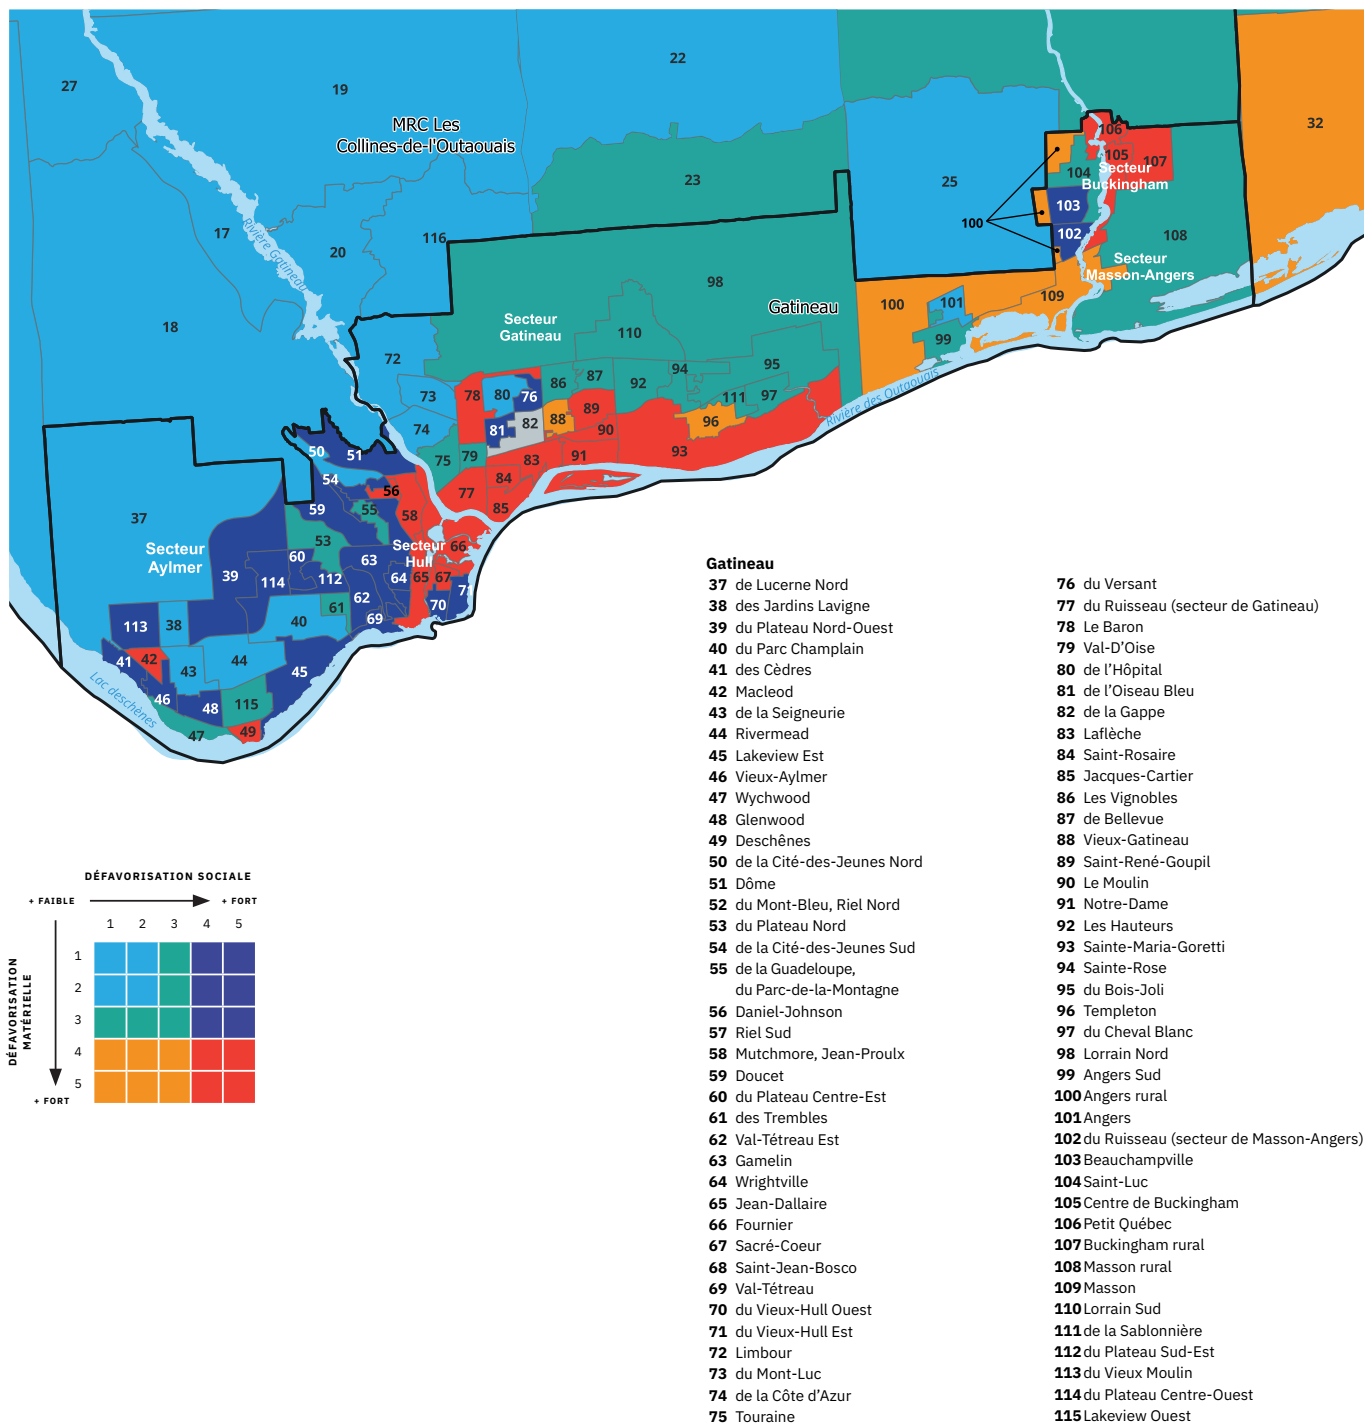 27
19
22
MRC Les
Collines-de-l'Outaouais
32
106
105
107
104
Secteur
Buckingham
23
25
103
100
102
108
Secteur
Masson-Angers
17
Rivière Gatineau
20
116
98
Gatineau
109
100
101
99
18
Secteur
Gatineau
110
72
94
95
73
78
80
76
86
87
92
111
97
74
81
82
88
89
90
96
Rivière des Outaouais
50
51
75
79
83
91
93
54
56
84
77
37
59
55
58
85
Secteur
Aylmer
53
Secteur
Hull
66
60
63
39
114
112
64
65
67
71
62
70
61
69
113
38
40
41
42
43
44
45
Lac deschênes
46
48
115
47
49
Gatineau
37 de Lucerne Nord
38 des Jardins Lavigne
39 du Plateau Nord-Ouest
40 du Parc Champlain
41 des Cèdres
42 Macleod
43 de la Seigneurie
44 Rivermead
45 Lakeview Est
46 Vieux-Aylmer
47 Wychwood
48 Glenwood
49 Deschênes
50 de la Cité-des-Jeunes Nord
51 Dôme
52 du Mont-Bleu, Riel Nord
53 du Plateau Nord
54 de la Cité-des-Jeunes Sud
55 de la Guadeloupe,
du Parc-de-la-Montagne
56 Daniel-Johnson
57 Riel Sud
58 Mutchmore, Jean-Proulx
59 Doucet
60 du Plateau Centre-Est
61 des Trembles
62 Val-Tétreau Est
63 Gamelin
64 Wrightville
65 Jean-Dallaire
66 Fournier
67 Sacré-Coeur
68 Saint-Jean-Bosco
69 Val-Tétreau
70 du Vieux-Hull Ouest
71 du Vieux-Hull Est
72 Limbour
73 du Mont-Luc
74 de la Côte d'Azur
75 Touraine
76 du Versant
77 du Ruisseau (secteur de Gatineau)
78 Le Baron
79 Val-D'Oise
80 de l'Hôpital
81 de l'Oiseau Bleu
82 de la Gappe
83 Laflèche
84 Saint-Rosaire
85 Jacques-Cartier
86 Les Vignobles
87 de Bellevue
88 Vieux-Gatineau
89 Saint-René-Goupil
90 Le Moulin
91 Notre-Dame
92 Les Hauteurs
93 Sainte-Maria-Goretti
94 Sainte-Rose
95 du Bois-Joli
96 Templeton
97 du Cheval Blanc
98 Lorrain Nord
99 Angers Sud
100 Angers rural
101 Angers
102 du Ruisseau (secteur de Masson-Angers)
103 Beauchampville
104 Saint-Luc
105 Centre de Buckingham
106 Petit Québec
107 Buckingham rural
108 Masson rural
109 Masson
110 Lorrain Sud
111 de la Sablonnière
112 du Plateau Sud-Est
113 du Vieux Moulin
114 du Plateau Centre-Ouest
115 Lakeview Ouest
DÉFAVORISATION SOCIALE
+ FAIBLE
+ FORT
1 2 3 4 5
DÉFAVORISATION
MATÉRIELLE
1
2
3
4
5
+ FORT